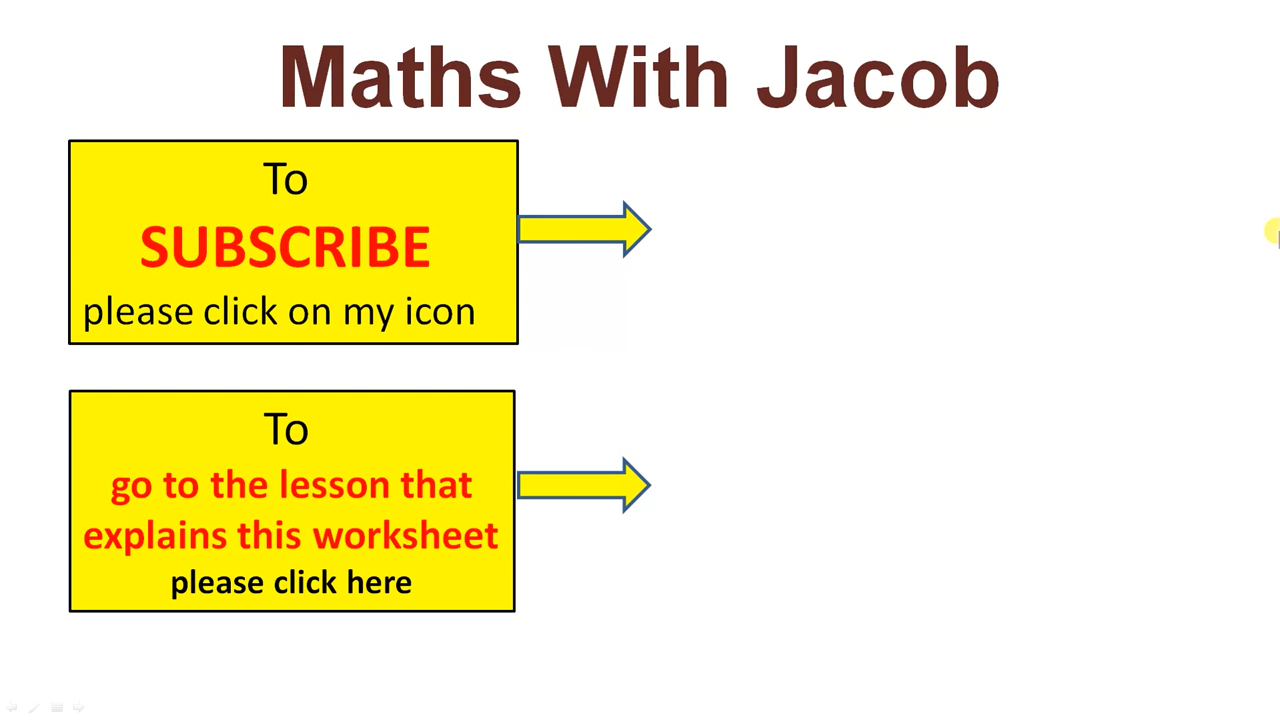 Maths With Jacob
To
SUBSCRIBE
please click on my icon
To
go to the lesson that
explains this worksheet
please click here